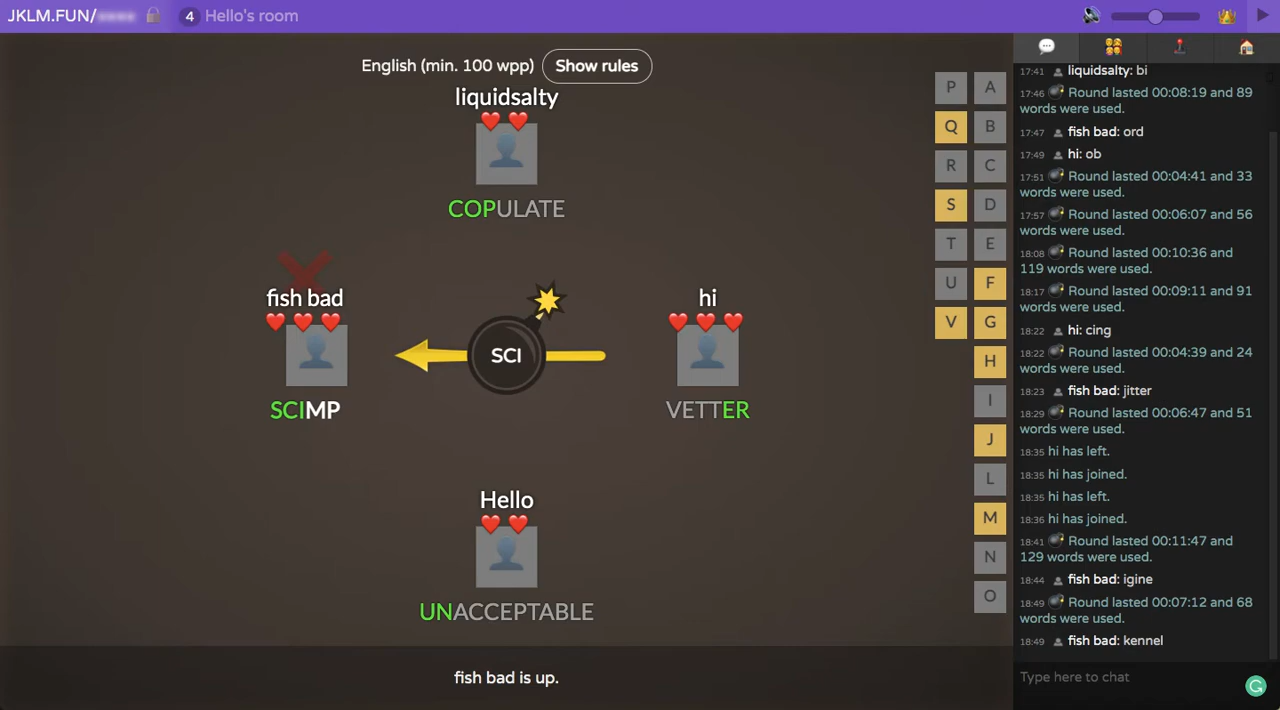 JKLM.FUN/
4 Hello's room
English (min. 100 wpp) Show rules
liquidsalty
COPULATE
fish bad
SCIMP
SCI
hi
VETTER
Hello
UNACCEPTABLE
fish bad is up.
P A
Q B
R C
S D
T E
U F
V G
H
I
J
L
M
N
O
17:41 liquidsalty: bi
17:46 Round lasted 00:08:19 and 89
words were used.
17:47 fish bad: ord
17:49 hi: ob
17:51 Round lasted 00:04:41 and 33
words were used.
17:57 Round lasted 00:06:07 and 56
words were used.
18:08 Round lasted 00:10:36 and
119 words were used.
18:17 Round lasted 00:09:11 and 91
words were used.
18:22 hi: cing
18:22 Round lasted 00:04:39 and 24
words were used.
18:23 fish bad: jitter
18:29 Round lasted 00:06:47 and 51
words were used.
18:35 hi has left.
18:35 hi has joined.
18:35 hi has left.
18:36 hi has joined.
18:41 Round lasted 00:11:47 and
129 words were used.
18:44 fish bad: igine
18:49 Round lasted 00:07:12 and 68
words were used.
18:49 fish bad: kennel
Type here to chat